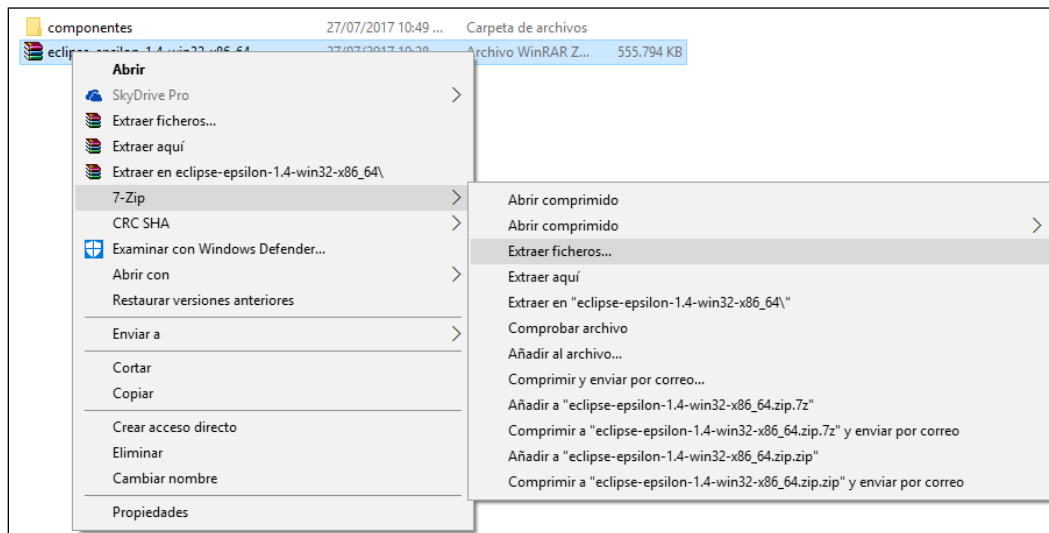 componentes 27/07/2017 10:49 ... Carpeta de archivos
Archivo WinRAR Z... 555.794 KB
Abrir
SkyDrive Pro
Extraer ficheros...
Extraer aquí
Extraer en eclipse-epsilon-1.4-win32-x86_64\
7-Zip
CRC SHA
Examinar con Windows Defender...
Abrir con
Restaurar versiones anteriores
Enviar a
Cortar
Copiar
Crear acceso directo
Eliminar
Cambiar nombre
Propiedades
Abrir comprimido
Abrir comprimido
Extraer ficheros...
Extraer aquí
Extraer en "eclipse-epsilon-1.4-win32-x86_64\"
Comprobar archivo
Añadir al archivo...
Comprimir y enviar por correo...
Añadir a "eclipse-epsilon-1.4-win32-x86_64.zip.7z"
Comprimir a "eclipse-epsilon-1.4-win32-x86_64.zip.7z" y enviar por correo
Añadir a "eclipse-epsilon-1.4-win32-x86_64.zip.zip"
Comprimir a "eclipse-epsilon-1.4-win32-x86_64.zip.zip" y enviar por correo